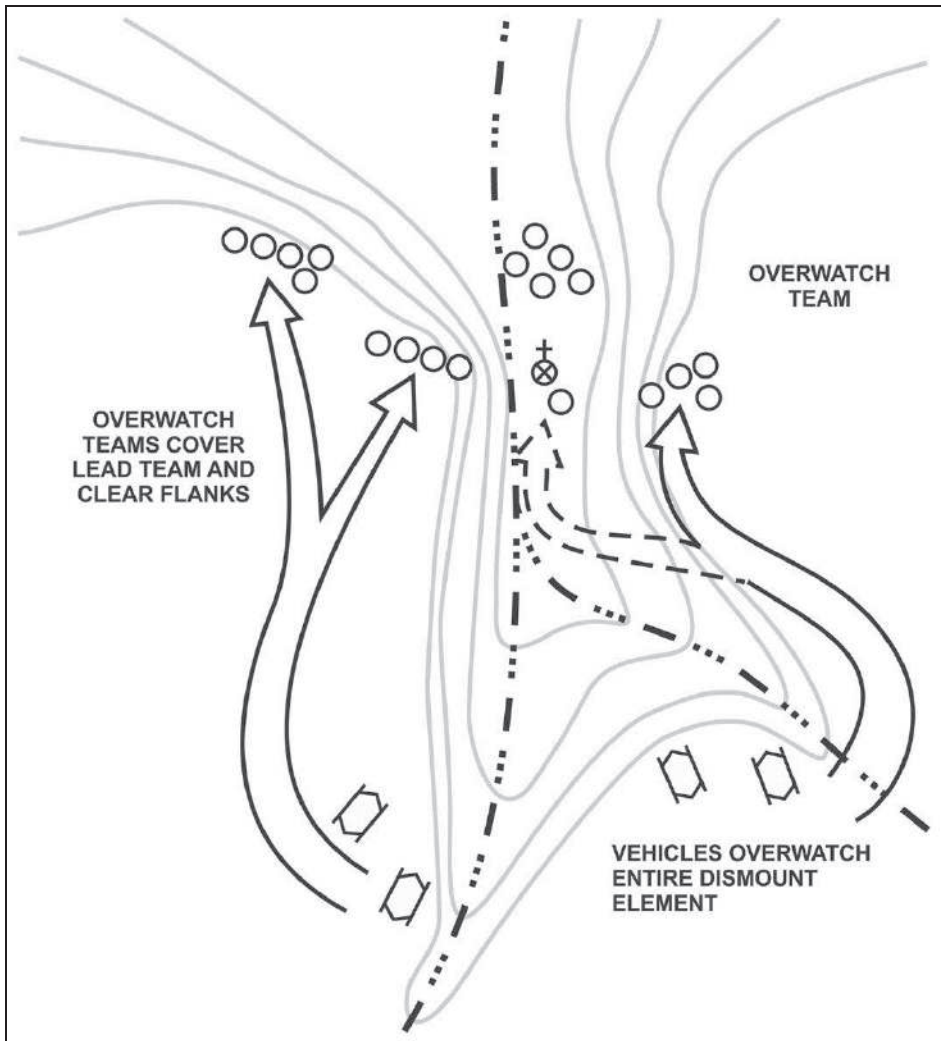 OVERWATCH
TEAM
OVERWATCH
TEAMS COVER
LEAD TEAM AND
CLEAR FLANKS
VEHICLES OVERWATCH
ENTIRE DISMOUNT
ELEMENT